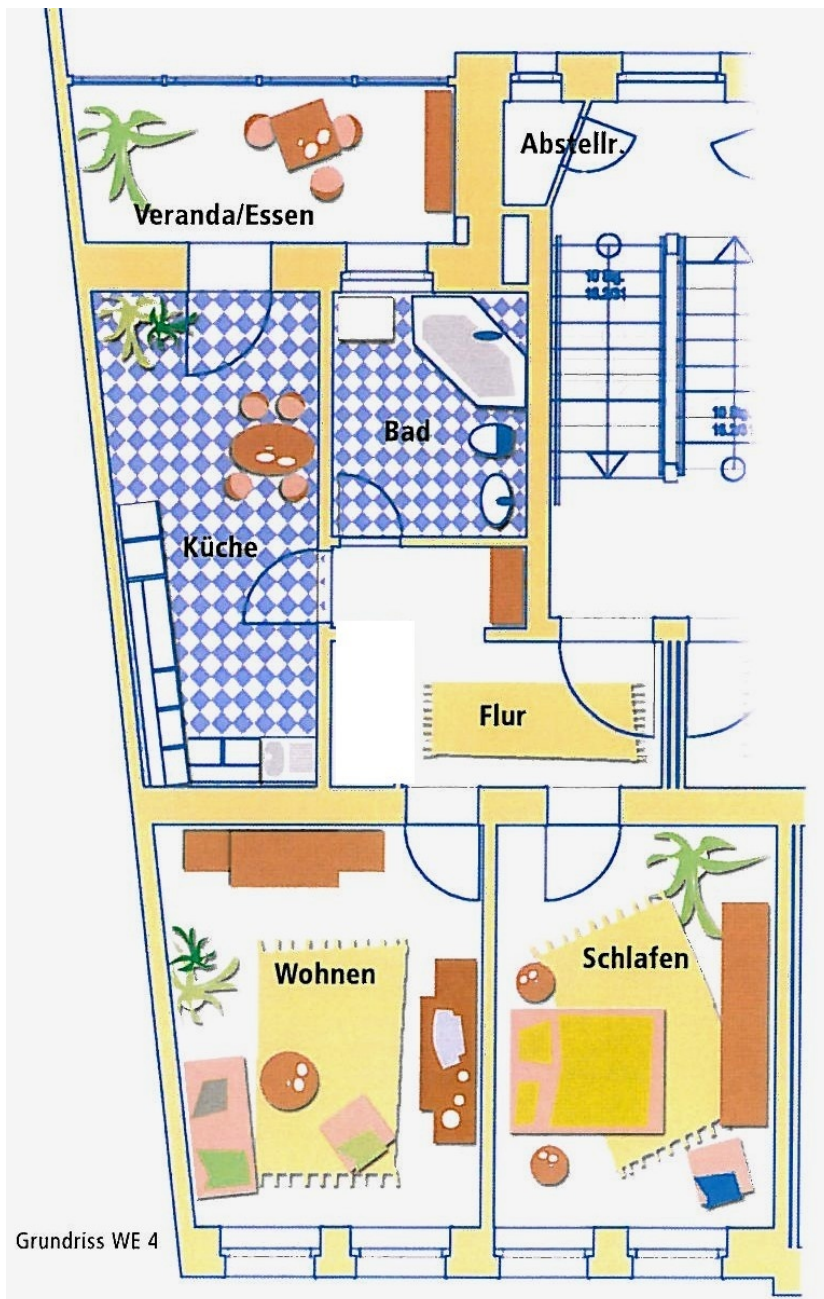 Abstellr.
Veranda/Essen
Bad
Küche
Flur
Wohnen
Schlafen
Grundriss WE 4